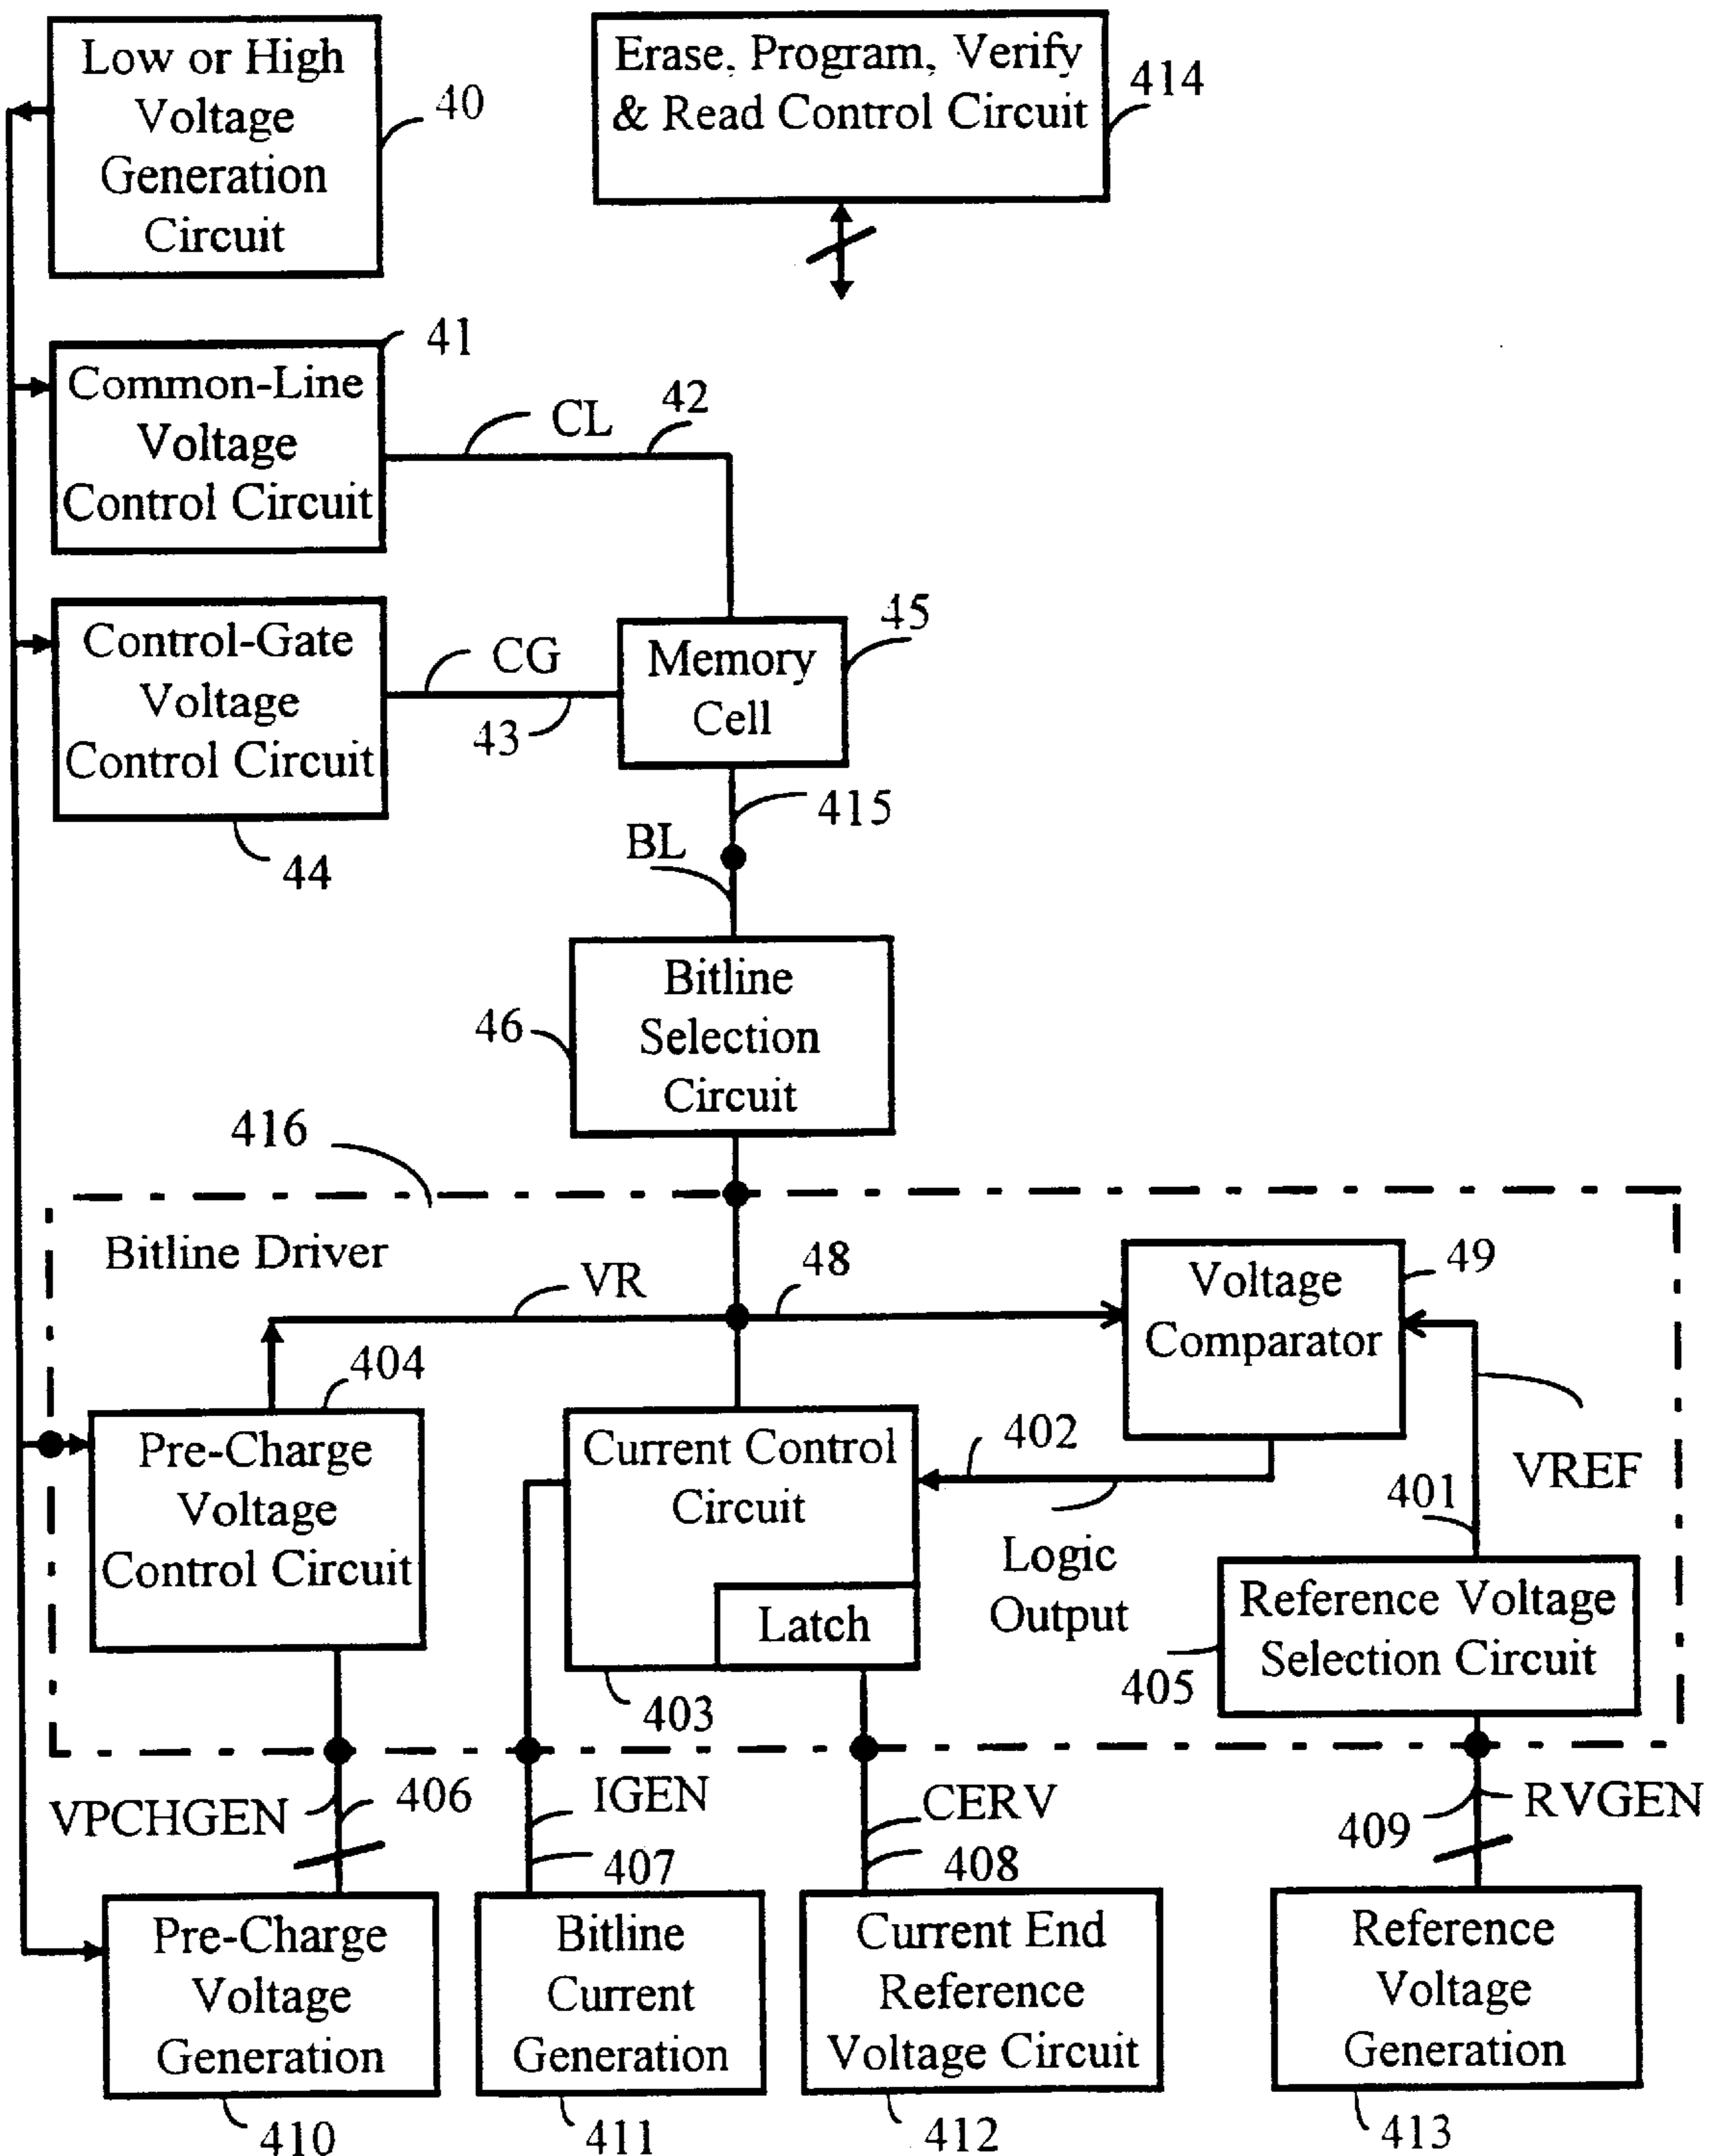 Low or High
Voltage
Generation
Circuit
40
Erase, Program, Verify
& Read Control Circuit
414
41
Common-Line
Voltage
Control Circuit
CL
42
Control-Gate
Voltage
Control Circuit
44
CG
43
Memory
Cell
45
415
BL
Bitline
Selection
Circuit
46
416
Bitline Driver
VR
48
Voltage
Comparator
49
404
Pre-Charge
Voltage
Control Circuit
Current Control
Circuit
Latch
403
402
Logic
Output
VREF
401
Reference Voltage
Selection Circuit
405
VPCHGEN
406
IGEN
407
CERV
408
RVGEN
409
Pre-Charge
Voltage
Generation
410
Bitline
Current
Generation
411
Current End
Reference
Voltage Circuit
412
Reference
Voltage
Generation
413